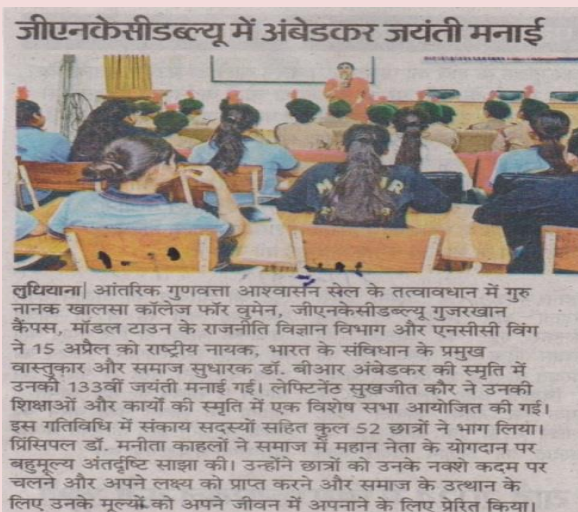 जीएनकेसीडब्ल्यू में अंबेडकर जयंती मनाई
लुधियाना| आंतरिक गुणवत्ता आश्वासन सेल के तत्वावधान में गुरु
नानक खालसा कॉलेज फॉर वुमेन, जीएनकेसीडब्ल्यू गुजरखान
कैंपस, मॉडल टाउन के राजनीति विज्ञान विभाग और एनसीसी विंग
ने 15 अप्रैल को राष्ट्रीय नायक, भारत के संविधान के प्रमुख
वास्तुकार और समाज सुधारक डॉ. बीआर अंबेडकर की स्मृति में
उनकी 133वीं जयंती मनाई गई। लेफ्टिनेंट सुखजीत कौर ने उनकी
शिक्षाओं और कार्यों की स्मृति में एक विशेष सभा आयोजित की गई।
इस गतिविधि में संकाय सदस्यों सहित कुल 52 छात्रों ने भाग लिया।
प्रिंसिपल डॉ. मनीता काहलों ने समाज में महान नेता के योगदान पर
बहुमूल्य अंतर्दृष्टि साझा की। उन्होंने छात्रों को उनके नक्शे कदम पर
चलने और अपने लक्ष्य को प्राप्त करने और समाज के उत्थान के
लिए उनके मूल्यों को अपने जीवन में अपनाने के लिए प्रेरित किया।